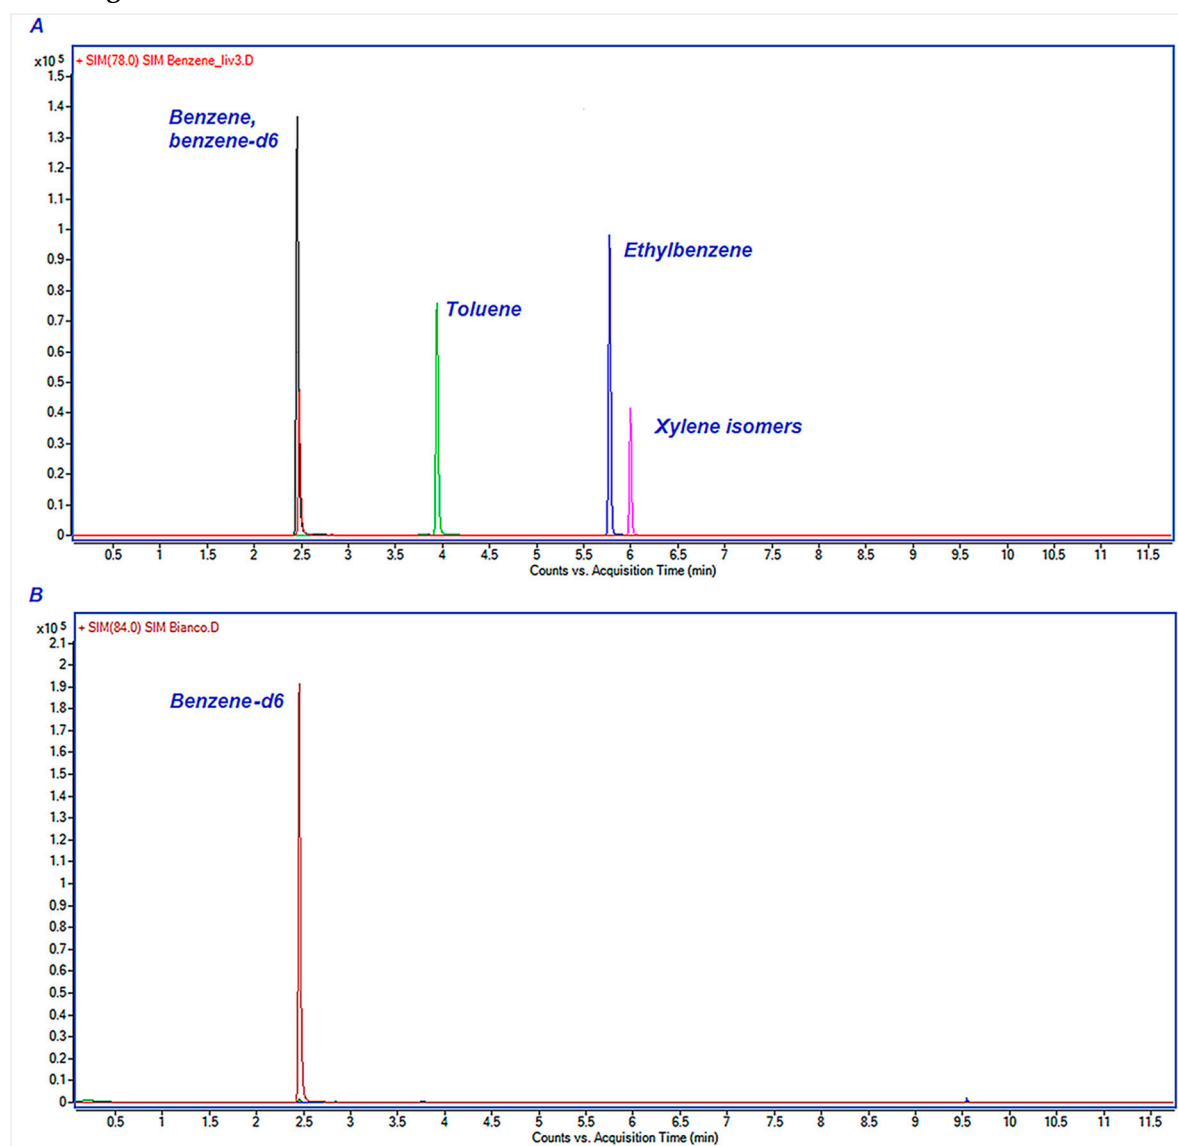 A
x10 5
+ SIM(78.0) SIM Benzene_liv3.D
1.5
1.4
1.3
1.2
1.1
1
0.9
0.8
0.7
0.6
0.5
0.4
0.3
0.2
0.1
0
Benzene,
benzene-d6
Toluene
Ethylbenzene
Xylene isomers
0.5 1 1.5 2 2.5 3 3.5 4 4.5 5 5.5 6 6.5 7 7.5 8 8.5 9 9.5 10 10.5 11 11.5
Counts vs. Acquisition Time (min)
B
x10 5
+ SIM(84.0) SIM Bianco.D
2.1
2
1.9
1.8
1.7
1.6
1.5
1.4
1.3
1.2
1.1
1
0.9
0.8
0.7
0.6
0.5
0.4
0.3
0.2
0.1
0
Benzene-d6
0.5 1 1.5 2 2.5 3 3.5 4 4.5 5 5.5 6 6.5 7 7.5 8 8.5 9 9.5 10 10.5 11 11.5
Counts vs. Acquisition Time (min)